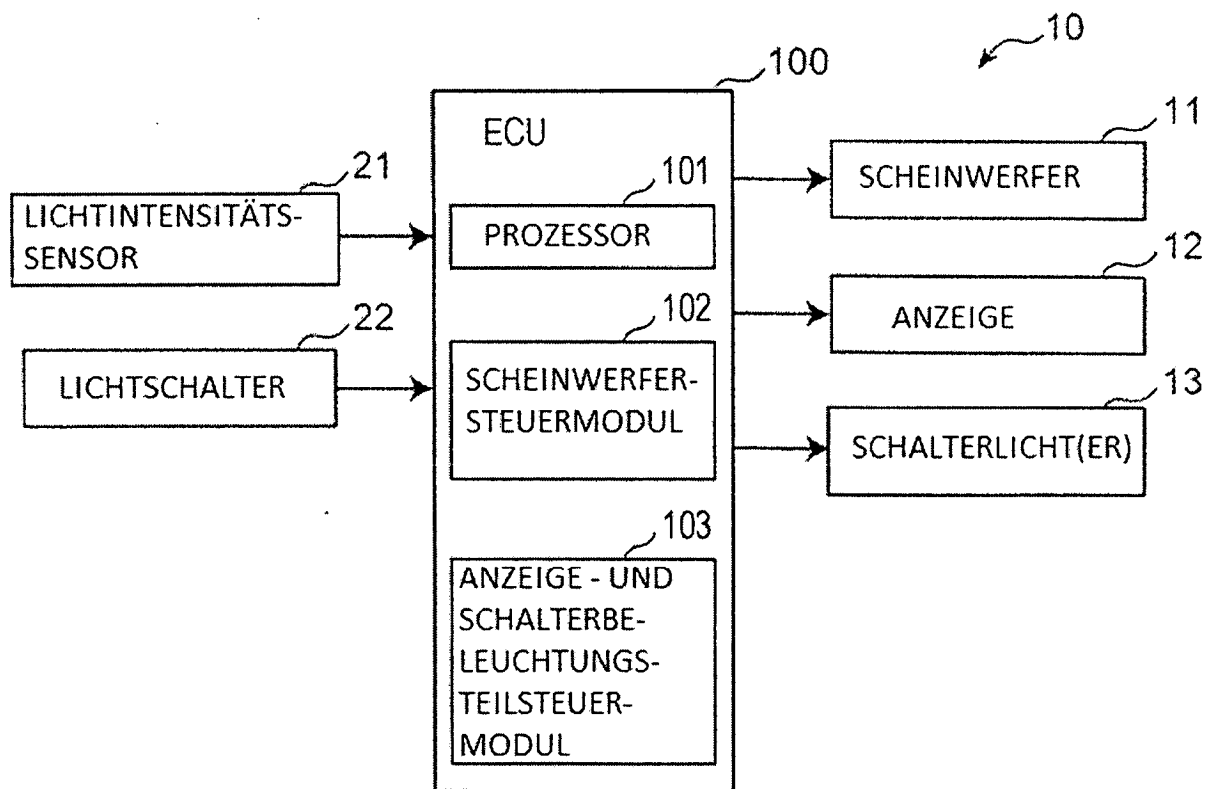 10
100
ECU
11
SCHEINWERFER
21
LICHTINTENSITÄTS-
SENSOR
101
PROZESSOR
12
ANZEIGE
22
LICHTSCHALTER
102
SCHEINWERFER-
STEUERMODUL
13
SCHALTERLICHT(ER)
103
ANZEIGE - UND
SCHALTERBE-
LEUCHTUNGS-
TEILSTEUER-
MODUL